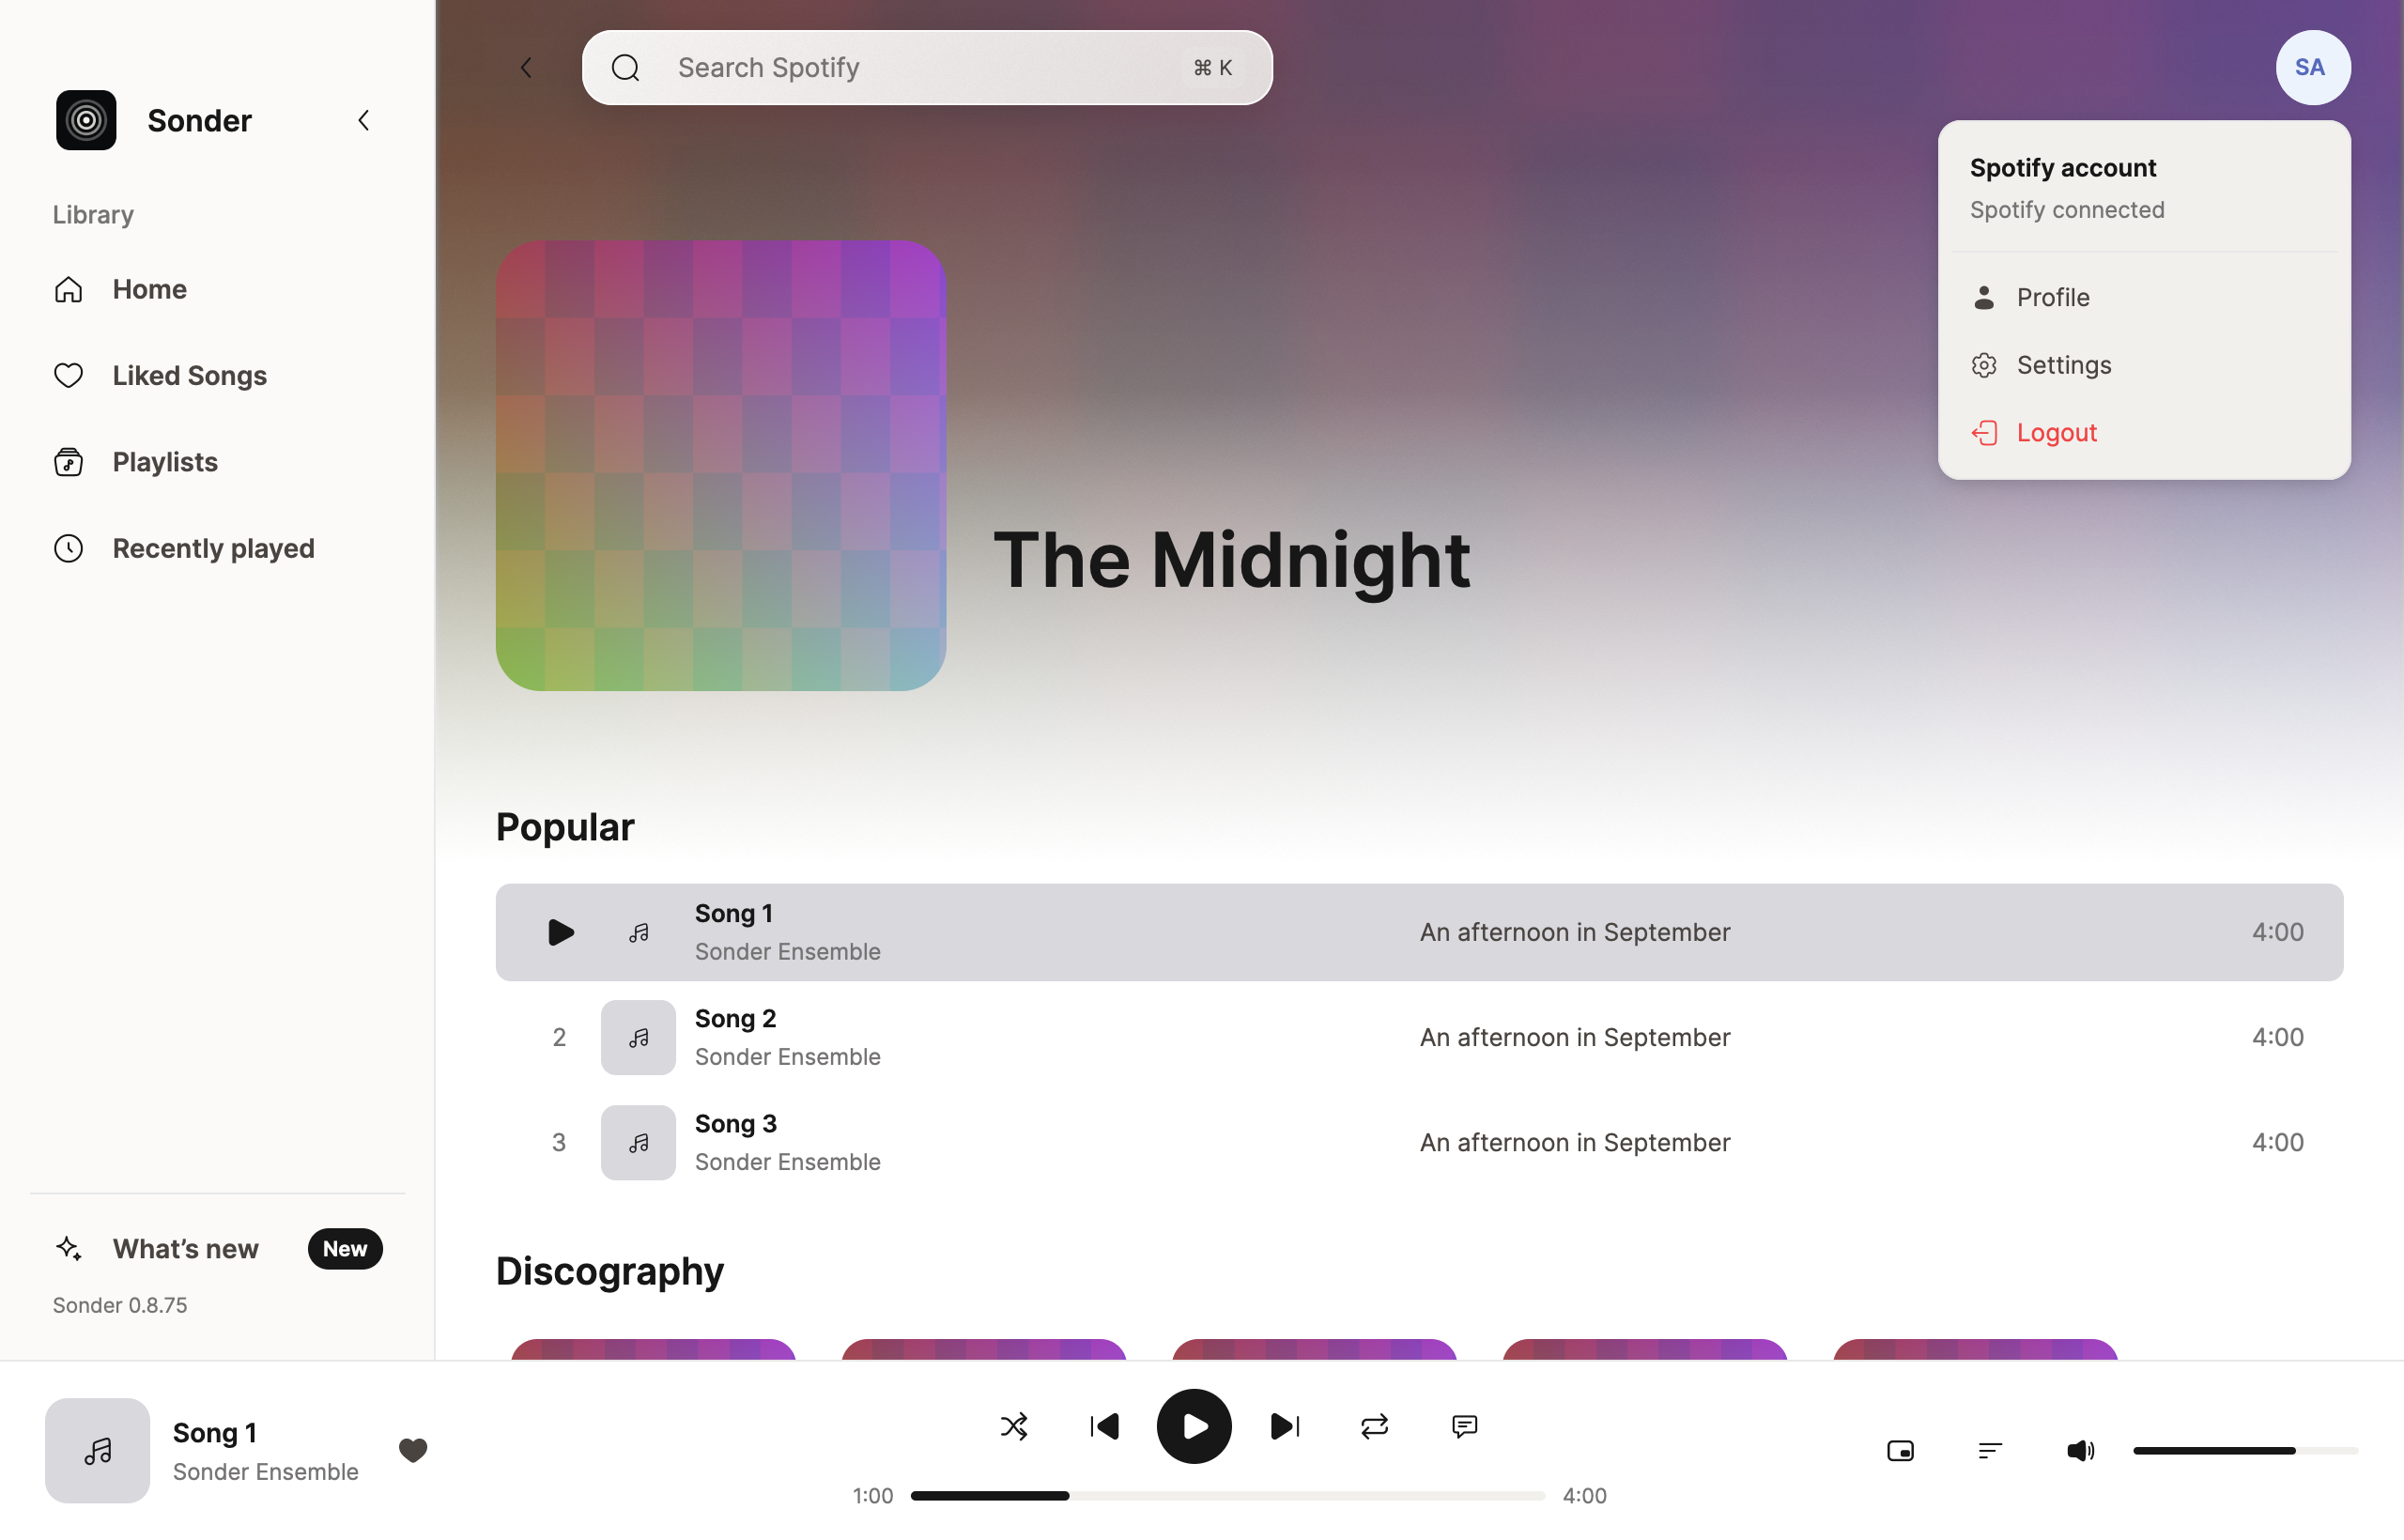 Sonder
Library
Home
Liked Songs
Playlists
Recently played
What's new New
Sonder 0.8.75
Search Spotify ⌘ K
SA
Spotify account
Spotify connected
Profile
Settings
Logout
The Midnight
Popular
Song 1
Sonder Ensemble
An afternoon in September
4:00
2
Song 2
Sonder Ensemble
An afternoon in September
4:00
3
Song 3
Sonder Ensemble
An afternoon in September
4:00
Discography
Song 1
Sonder Ensemble
1:00
4:00